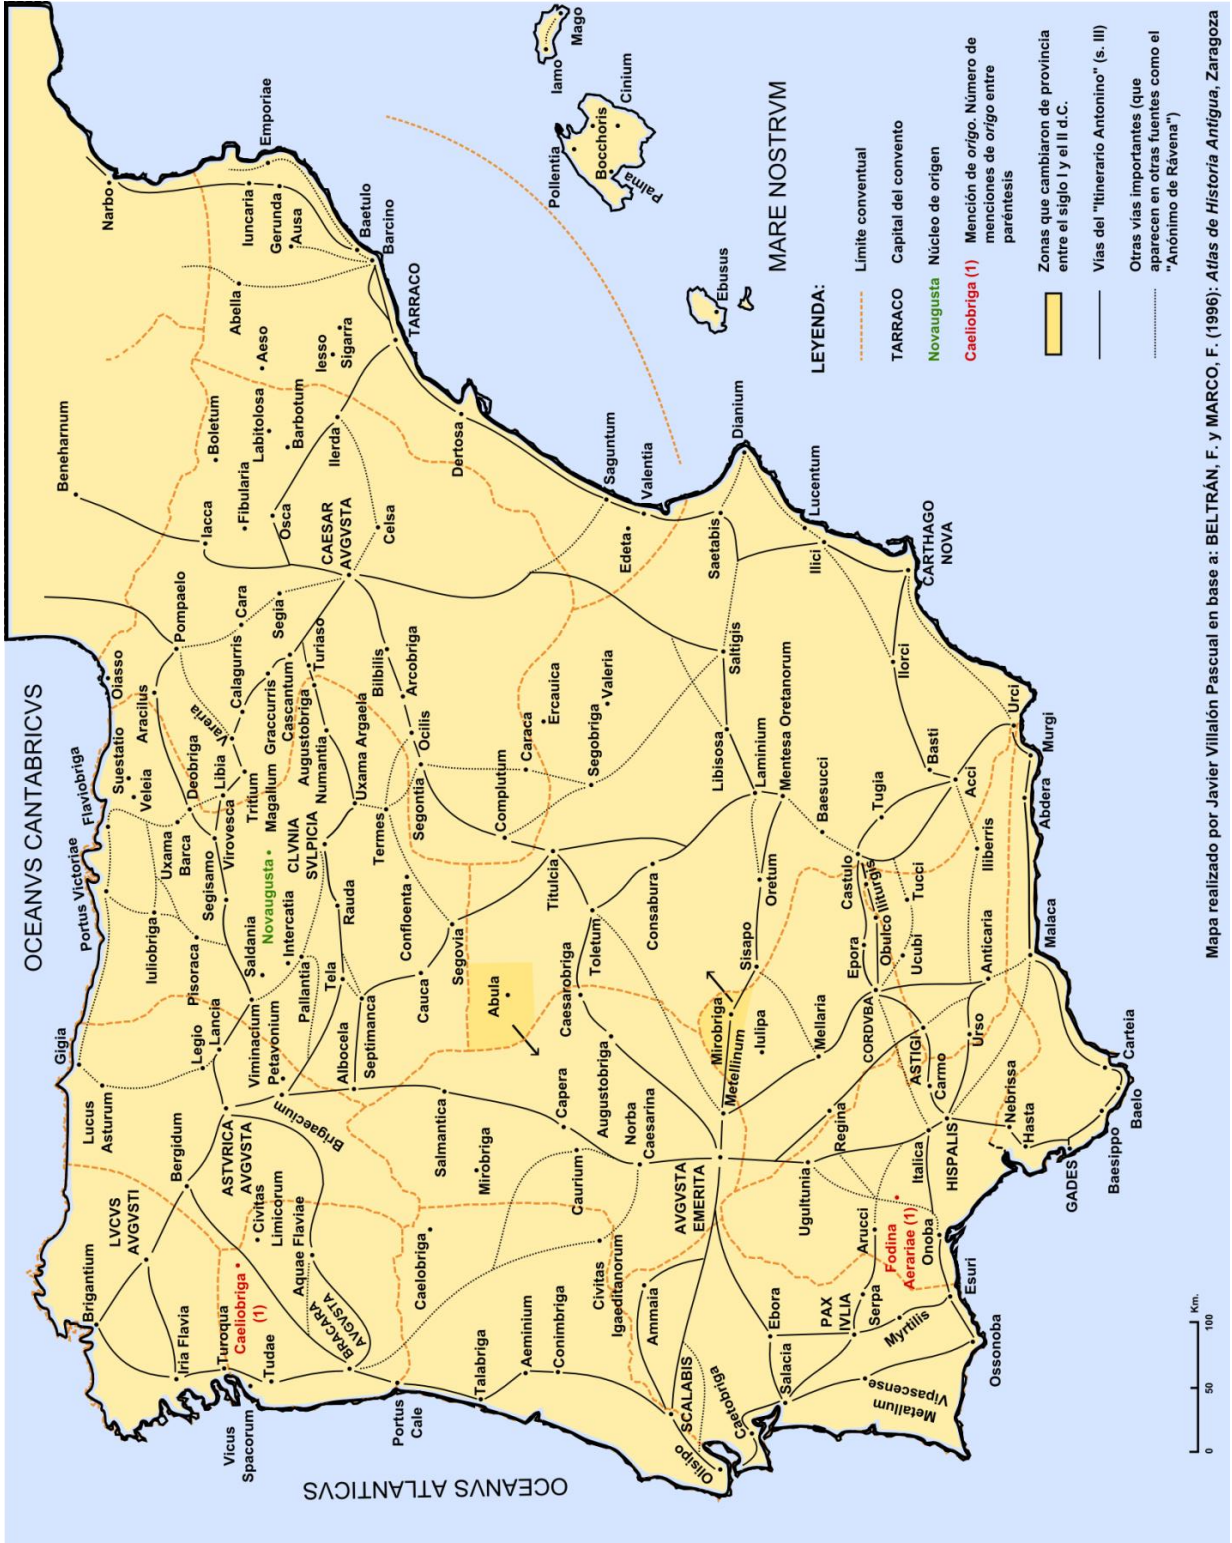 OCEANVS CANTABRICVS
OCEANVS ATLANTICVS
MARE NOSTRVM
Brigantium
LVCVS
AVGVSTI
Iria Flavia
Turoqua
Caeliobriga
(1)
Vicus
Spacorum
Tudae
Civitas
Limicorum
Aquae Flaviae
BRACARA
AVGVSTA
Portus
Cale
Gigia
Lucus
Asturum
Bergidum
ASTVRICA
AVGVSTA
Legio
Lancia
Brigaecium
Petavonium
Viminacium
Portus Victoriae
Flaviobriga
Iuliobriga
Pisoraca
Saldania
Novaugusta
Intercatia
Pallantia
Tela
Albocela
Septimanca
Rauda
Cauca
Confloenta
Segovia
Segisamo
Virovesca
Uxama
Barca
Deobriga
Veleia
Suestatio
Aracilus
Oiasso
Pompaelo
Libia
Tritium
Magallum
Vareria
Calagurris
Graccurris
Cascantum
Cara
Segia
Turiaso
Augustobriga
Numantia
CLVNIA
SVLPICIA
Uxama Argaela
Termes
Segontia
Ocilis
Arcobriga
Bilbilis
CAESAR
AVGVSTA
Celsa
Beneharnum
Iacca
Fibularia
Osca
Boletum
Labitolosa
Barbotum
Ilerda
Aeso
Iesso
Sigarra
Abella
Narbo
Iuncaria
Gerunda
Ausa
Emporiae
Baetulo
Barcino
TARRACO
Dertosa
Saguntum
Valentia
Edeta
Saetabis
Dianium
Lucentum
Ilici
CARTHAGO
NOVA
Iamo
Mago
Pollentia
Bocchoris
Palma
Cinium
Ebusus
Abula
Salmantica
Mirobriga
Caelobriga
Talabriga
Aeminium
Conimbriga
Capera
Caurium
Civitas
Igaeditanorum
Norba
Caesarina
Augustobriga
Caesarobriga
Toletum
Titulcia
Complutum
Caraca
Ercauica
Segobriga
Valeria
Consabura
Ammaia
SCALABIS
Olisipo
Caetobriga
Salacia
Ebora
AVGVSTA
EMERITA
Metellinum
Mirobriga
Iulipa
Sisapo
Oretum
Laminium
Libisosa
Saltigis
Mentesa Oretanorum
Baesucci
Castulo
Tugia
Iliturgis
Obulco
Epora
Ucubi
Tucci
CORDVBA
Mellaria
Regina
Ugultunia
PAX
IVLIA
Serpa
Arucci
Fodina
Aerariae (1)
Onoba
Myrtilis
Esuri
Metallum
Vipascense
Ossonoba
Italica
HISPALIS
Carmo
ASTIGI
Urso
Anticaria
Iliberris
Acci
Basti
Ilorci
Urci
Murgi
Abdera
Malaca
Nebrissa
Hasta
GADES
Baesippo
Baelo
Carteia
LEYENDA:
Límite conventual
TARRACO Capital del convento
Novaugusta Núcleo de origen
Caeliobriga (1) Mención de origo. Número de
menciones de origo entre
paréntesis
Zonas que cambiaron de provincia
entre el siglo I y el II d.C.
Vías del "Itinerario Antonino" (s. III)
Otras vías importantes (que
aparecen en otras fuentes como el
"Anónimo de Rávena")
0 50 100 Km.
Mapa realizado por Javier Villalón Pascual en base a: BELTRÁN, F. y MARCO, F. (1996): Atlas de Historia Antigua, Zaragoza